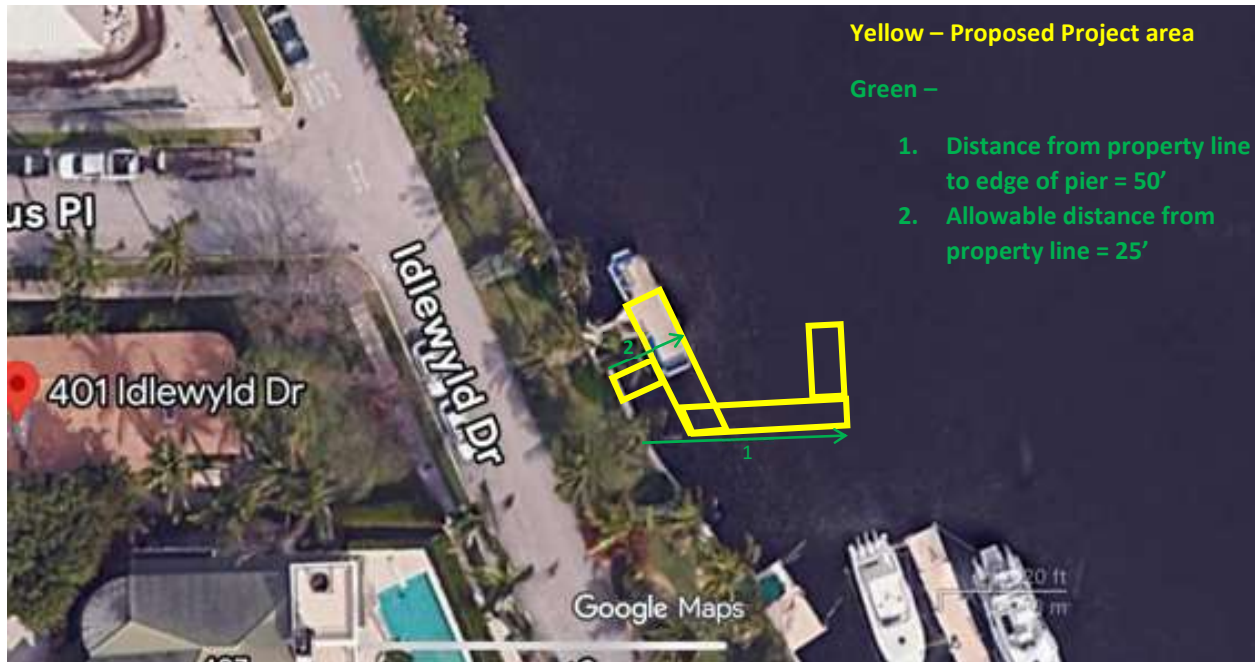 Yellow – Proposed Project area
Green –
1. Distance from property line
to edge of pier = 50'
2. Allowable distance from
property line = 25'
us Pl
Idlewyld Dr
401 Idlewyld Dr
2
1
Google Maps
20 ft